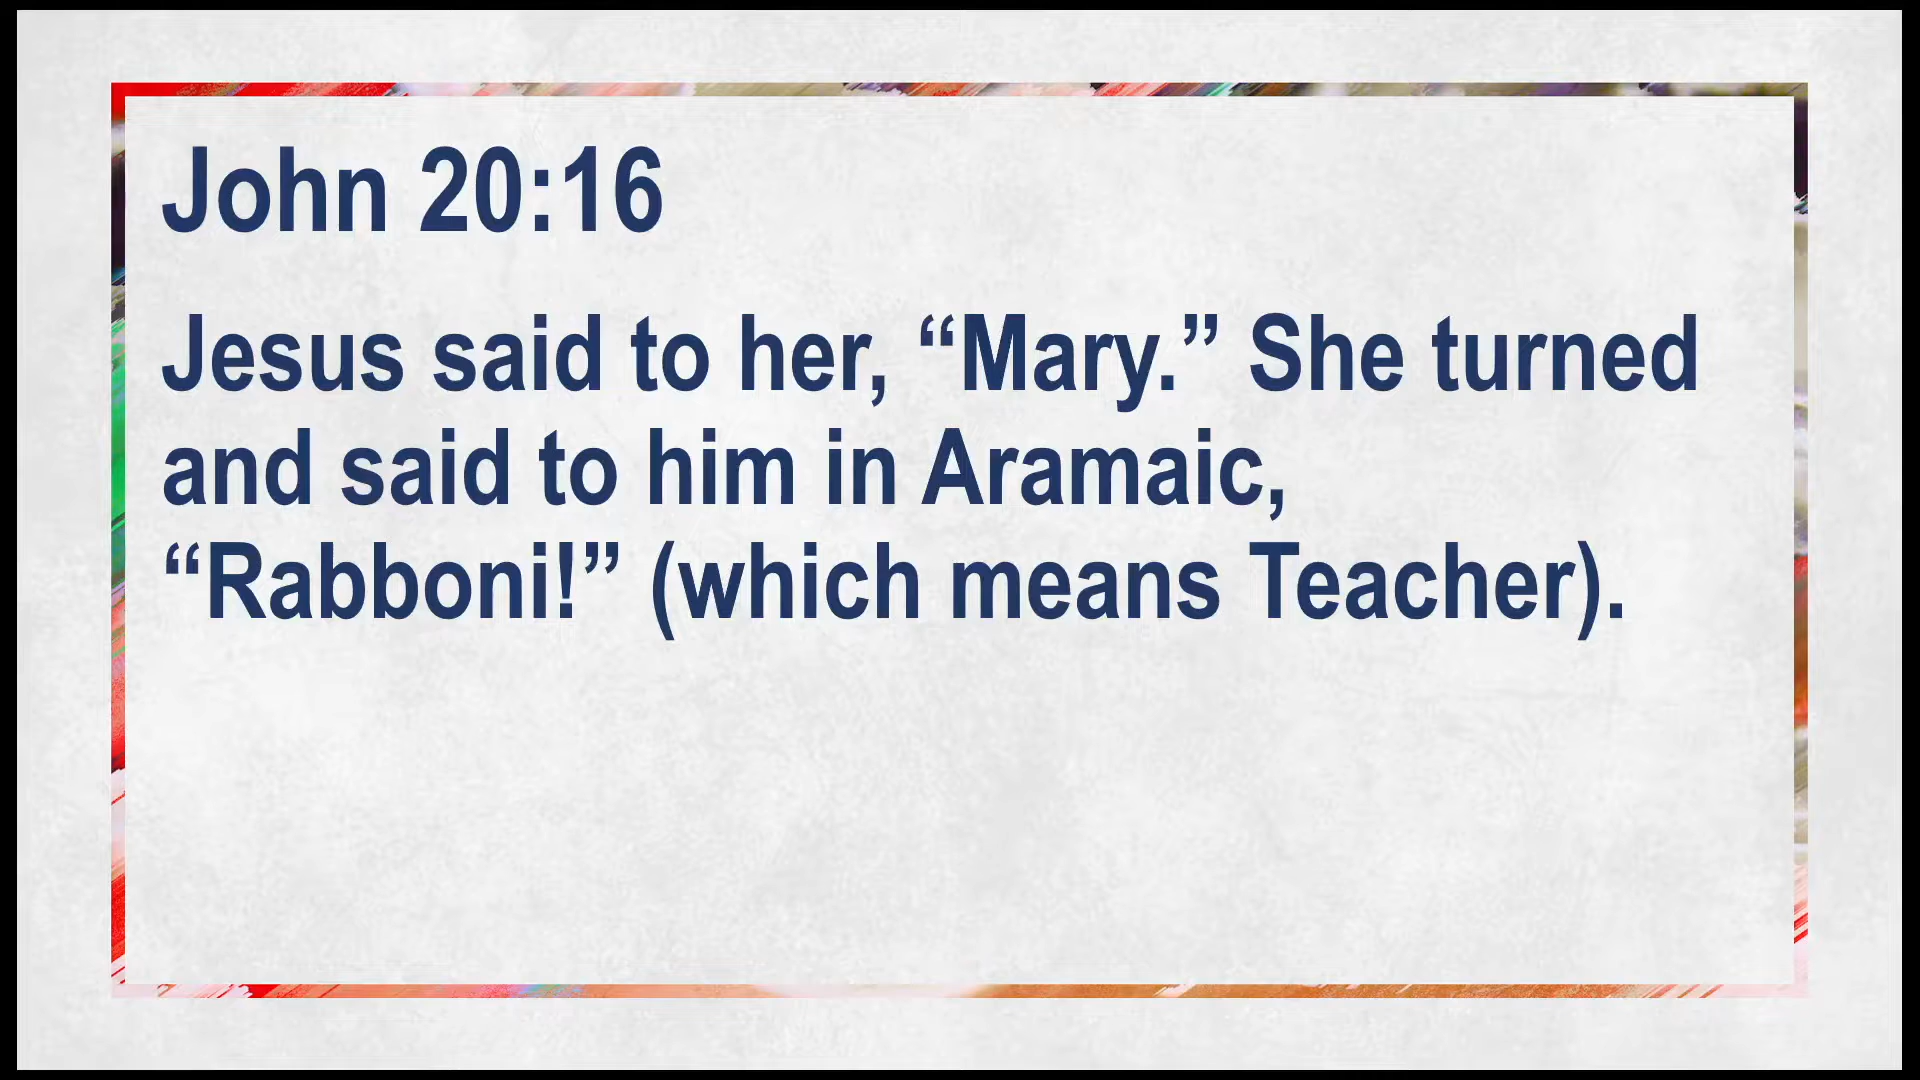 John 20:16
Jesus said to her, “Mary.” She turned
and said to him in Aramaic,
“Rabboni!” (which means Teacher).